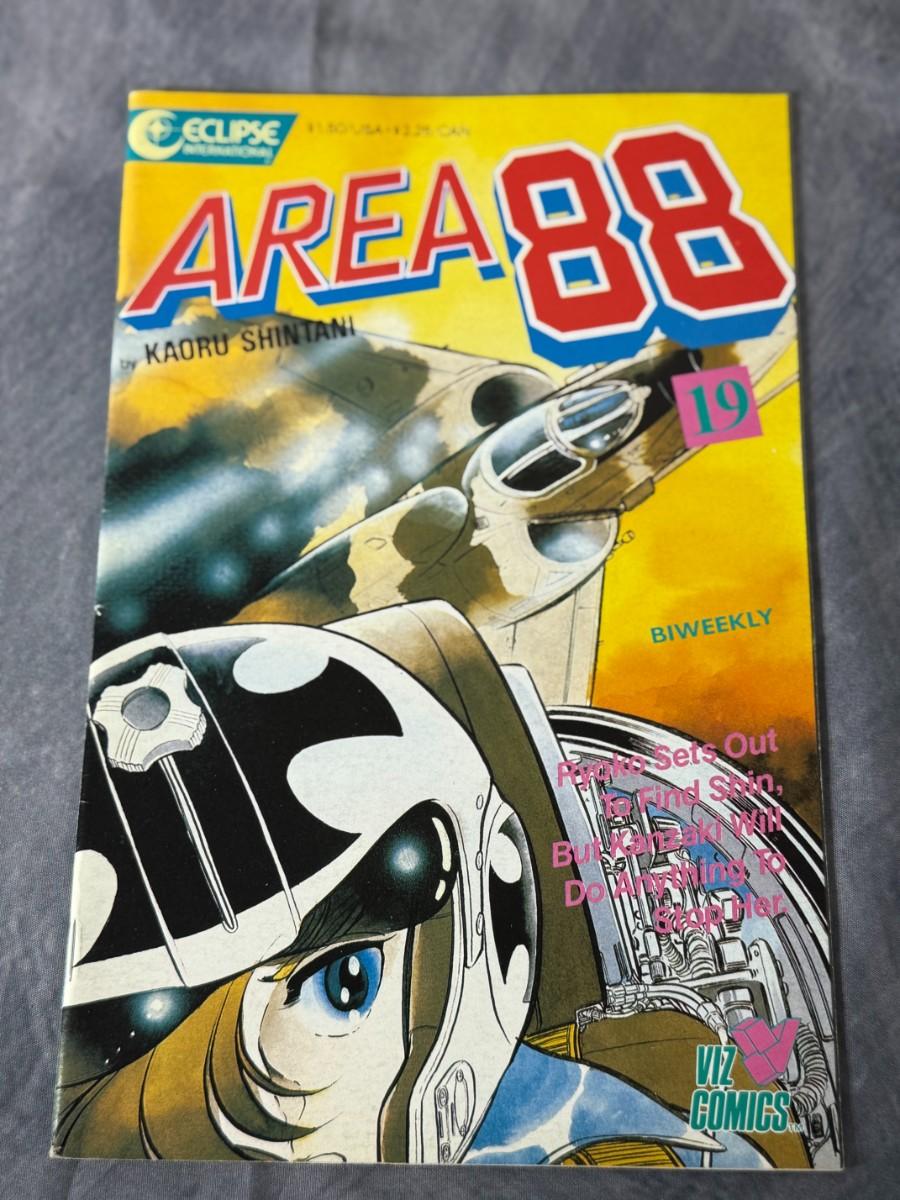 ECLIPSE
INTERNATIONAL
$1.50/USA • $2.25/CAN
AREA 88
by KAORU SHINTANI
19
BIWEEKLY
Ryoko Sets Out
To Find Shin,
But Kanzaki Will
Do Anything To
Stop Her.
VIZ
COMICS™